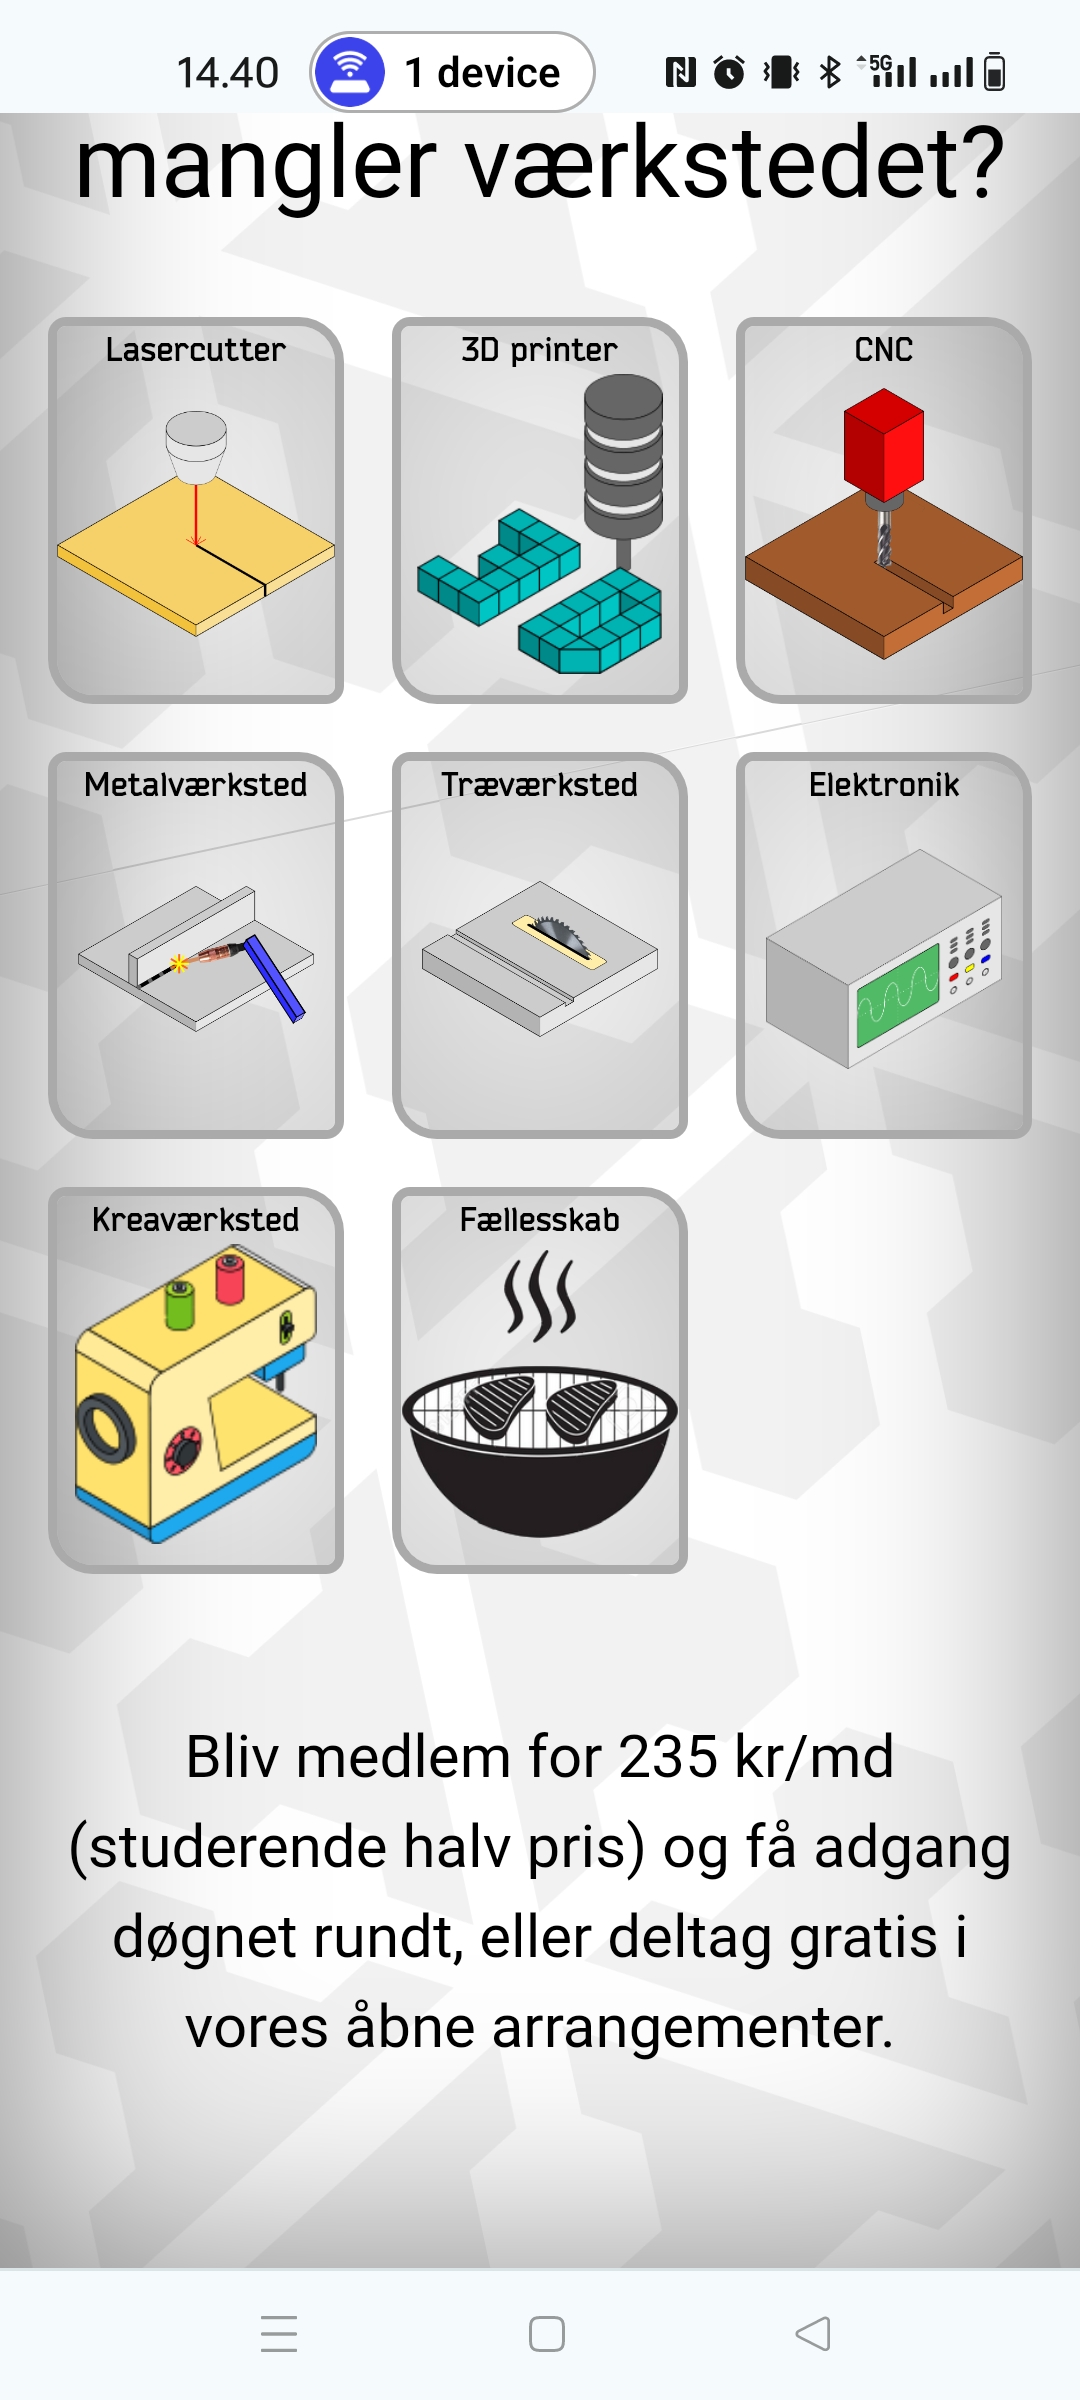 14.40 1 device 5G
mangler værkstedet?
Lasercutter 3D printer CNC
Metalværksted Træværksted Elektronik
Kreaværksted Fællesskab
Bliv medlem for 235 kr/md
(studerende halv pris) og få adgang
døgnet rundt, eller deltag gratis i
vores åbne arrangementer.